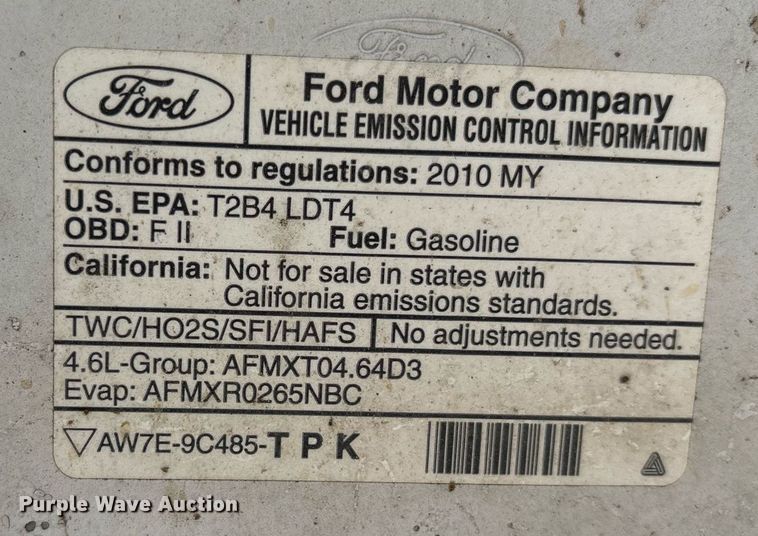 Ford
Ford
Ford Motor Company
VEHICLE EMISSION CONTROL INFORMATION
Conforms to regulations: 2010 MY
U.S. EPA: T2B4 LDT4
OBD: F II Fuel: Gasoline
California: Not for sale in states with
California emissions standards.
TWC/HO2S/SFI/HAFS No adjustments needed.
4.6L-Group: AFMXT04.64D3
Evap: AFMXR0265NBC
AW7E-9C485-T P K
Purple Wave Auction